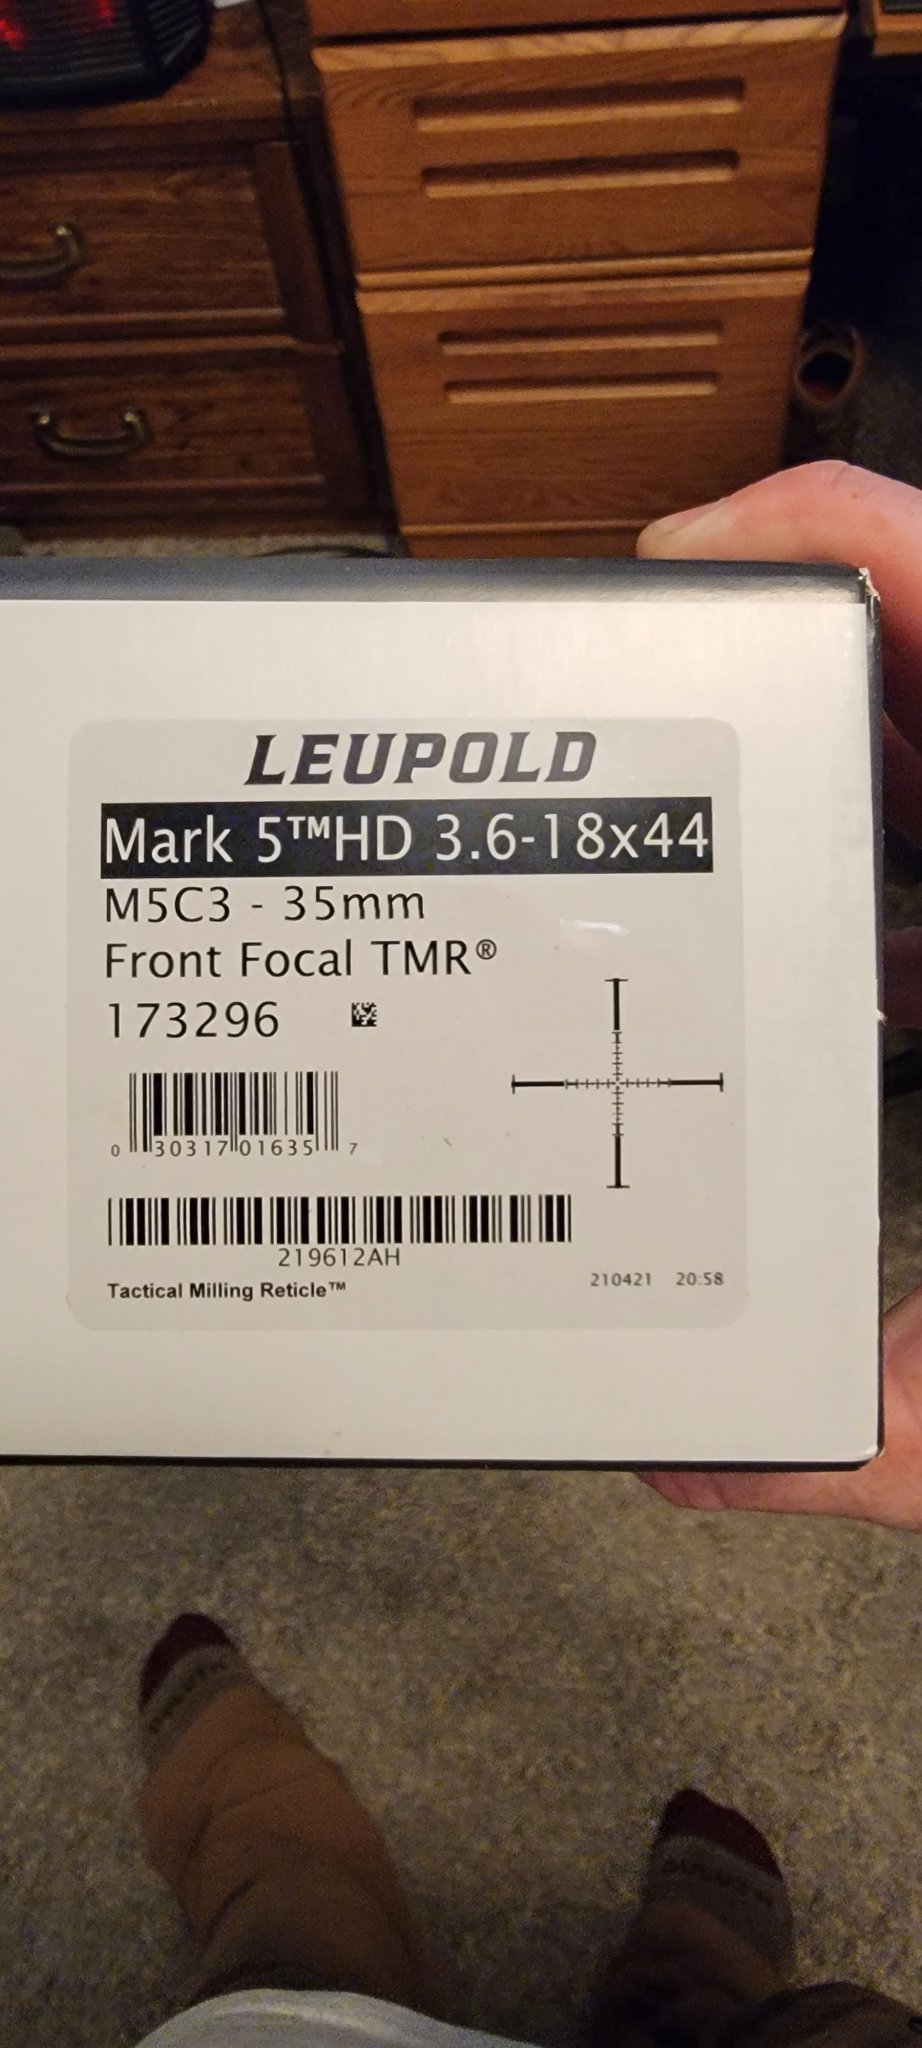 LEUPOLD
Mark 5™HD 3.6-18x44
M5C3 - 35mm
Front Focal TMR®
173296
0 30317 01635 7
219612AH
Tactical Milling Reticle™
210421 20:58